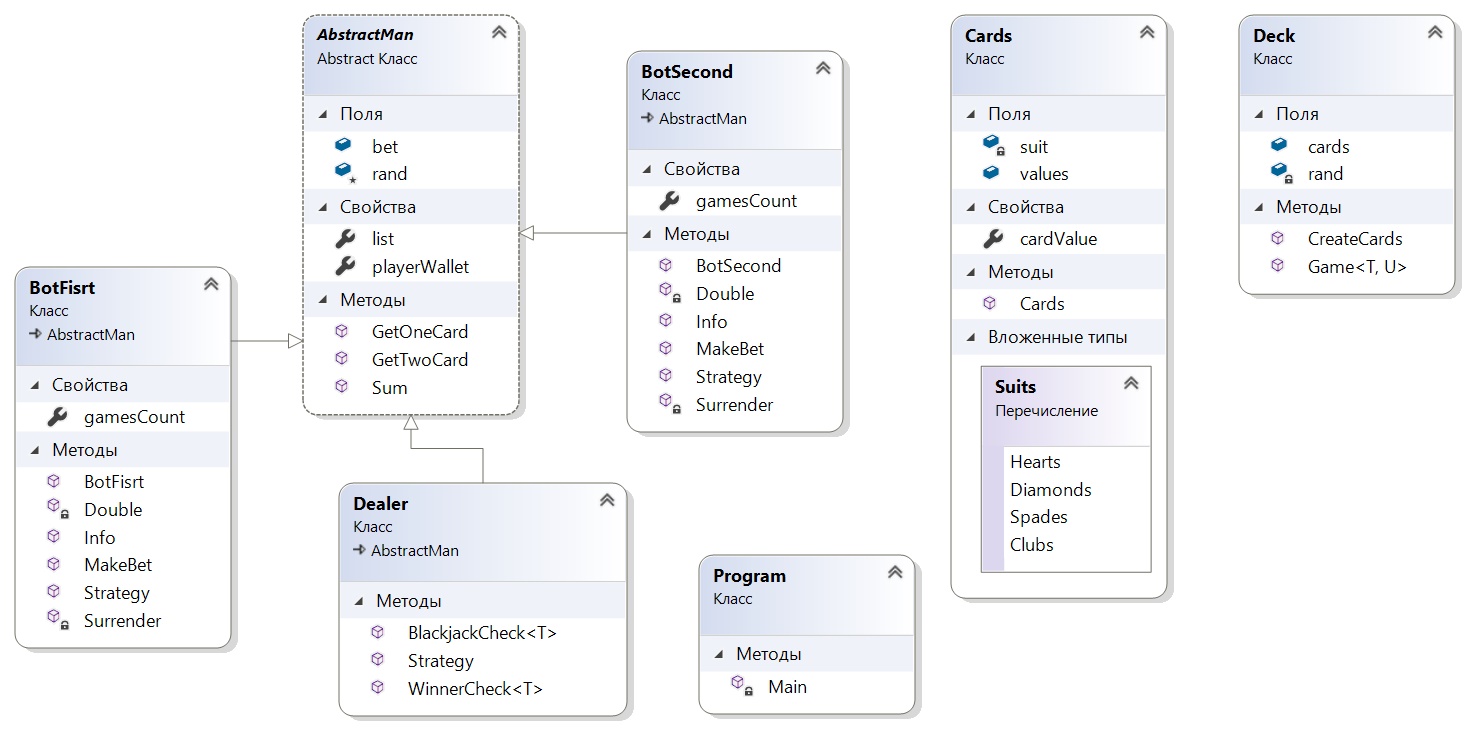 AbstractMan
Abstract Класс
Поля
bet
rand
Свойства
list
playerWallet
Методы
GetOneCard
GetTwoCard
Sum
BotSecond
Класс
AbstractMan
Свойства
gamesCount
Методы
BotSecond
Double
Info
MakeBet
Strategy
Surrender
Cards
Класс
Поля
suit
values
Свойства
cardValue
Методы
Cards
Вложенные типы
Suits
Перечисление
Hearts
Diamonds
Spades
Clubs
Deck
Класс
Поля
cards
rand
Методы
CreateCards
Game<T, U>
BotFisrt
Класс
AbstractMan
Свойства
gamesCount
Методы
BotFisrt
Double
Info
MakeBet
Strategy
Surrender
Dealer
Класс
AbstractMan
Методы
BlackjackCheck<T>
Strategy
WinnerCheck<T>
Program
Класс
Методы
Main